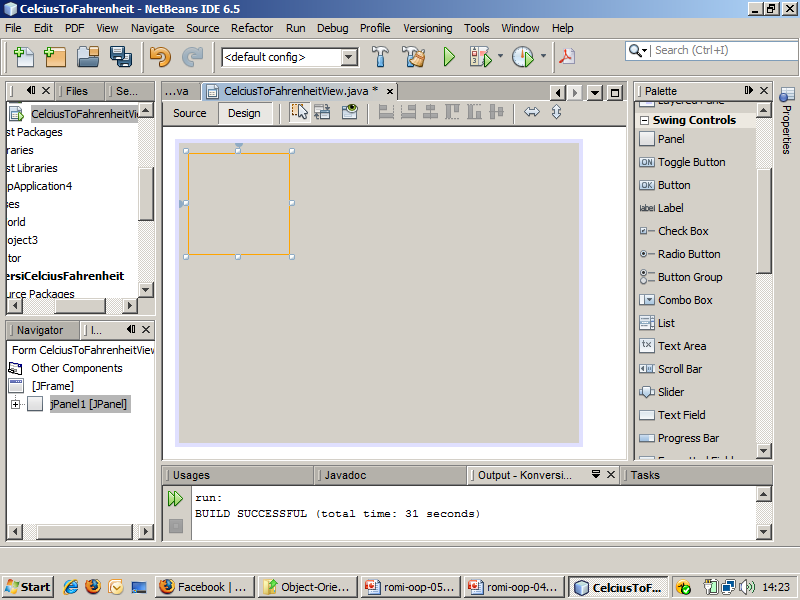 CelciusToFahrenheit - NetBeans IDE 6.5
File Edit PDF View Navigate Source Refactor Run Debug Profile Versioning Tools Window Help
<default config> Search (Ctrl+I)
Files Se... ...va CelciusToFahrenheitView.java * Palette
Source Design
Properties
CelciusToFahrenheitVi
st Packages
raries
st Libraries
pApplication4
ses
orld
oject3
tor
ersiCelciusFahrenheit
urce Packages
Swing Controls
Panel
Toggle Button
OK Button
label Label
Check Box
Radio Button
Button Group
Combo Box
List
Text Area
Scroll Bar
Slider
Text Field
Progress Bar
Navigator I...
Form CelciusToFahrenheitView
Other Components
[JFrame]
jPanel1 [JPanel]
Usages Javadoc Output - Konversi... Tasks
run:
BUILD SUCCESSFUL (total time: 31 seconds)
Start Facebook | ... Object-Orie... romi-oop-05... romi-oop-04... CelciusToF... 14:23